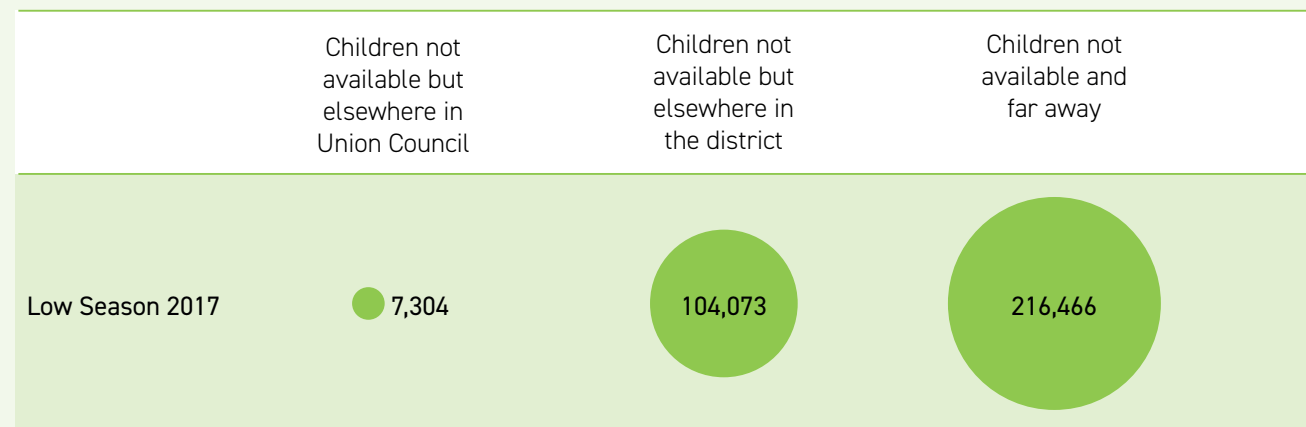 Children not
available but
elsewhere in
Union Council
Children not
available but
elsewhere in
the district
Children not
available and
far away
Low Season 2017
7,304
104,073
216,466